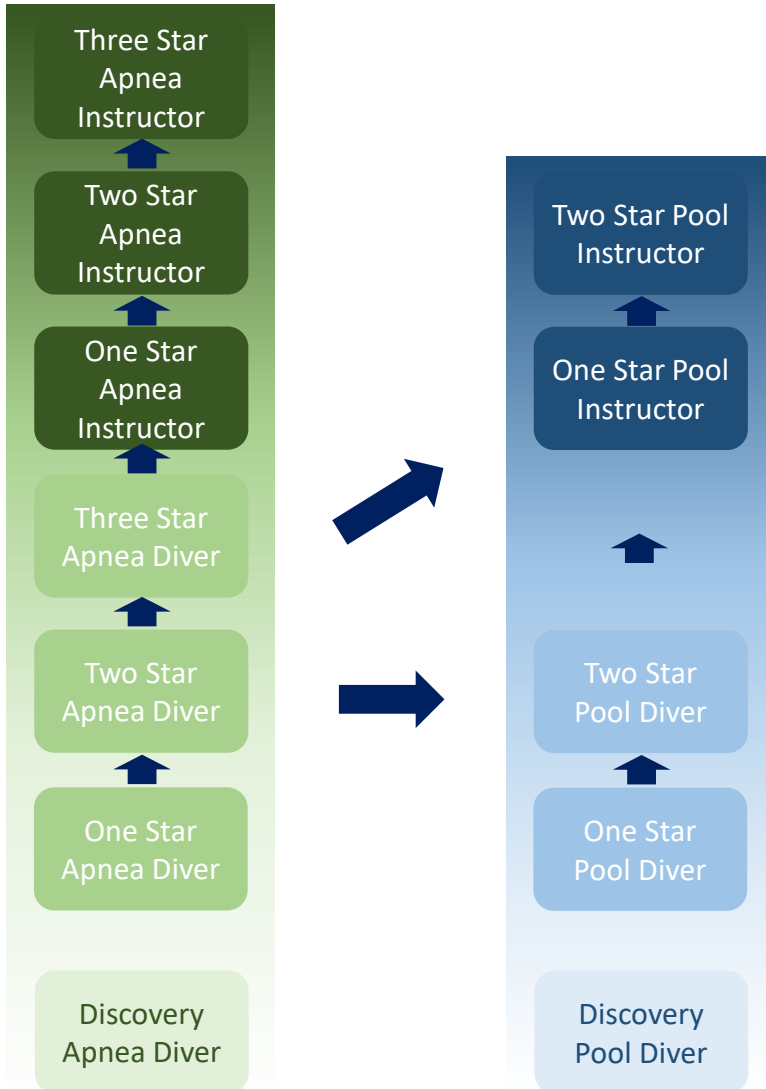 Three Star
Apnea
Instructor
Two Star
Apnea
Instructor
One Star
Apnea
Instructor
Three Star
Apnea Diver
Two Star
Apnea Diver
One Star
Apnea Diver
Discovery
Apnea Diver
Two Star Pool
Instructor
One Star Pool
Instructor
Two Star
Pool Diver
One Star
Pool Diver
Discovery
Pool Diver